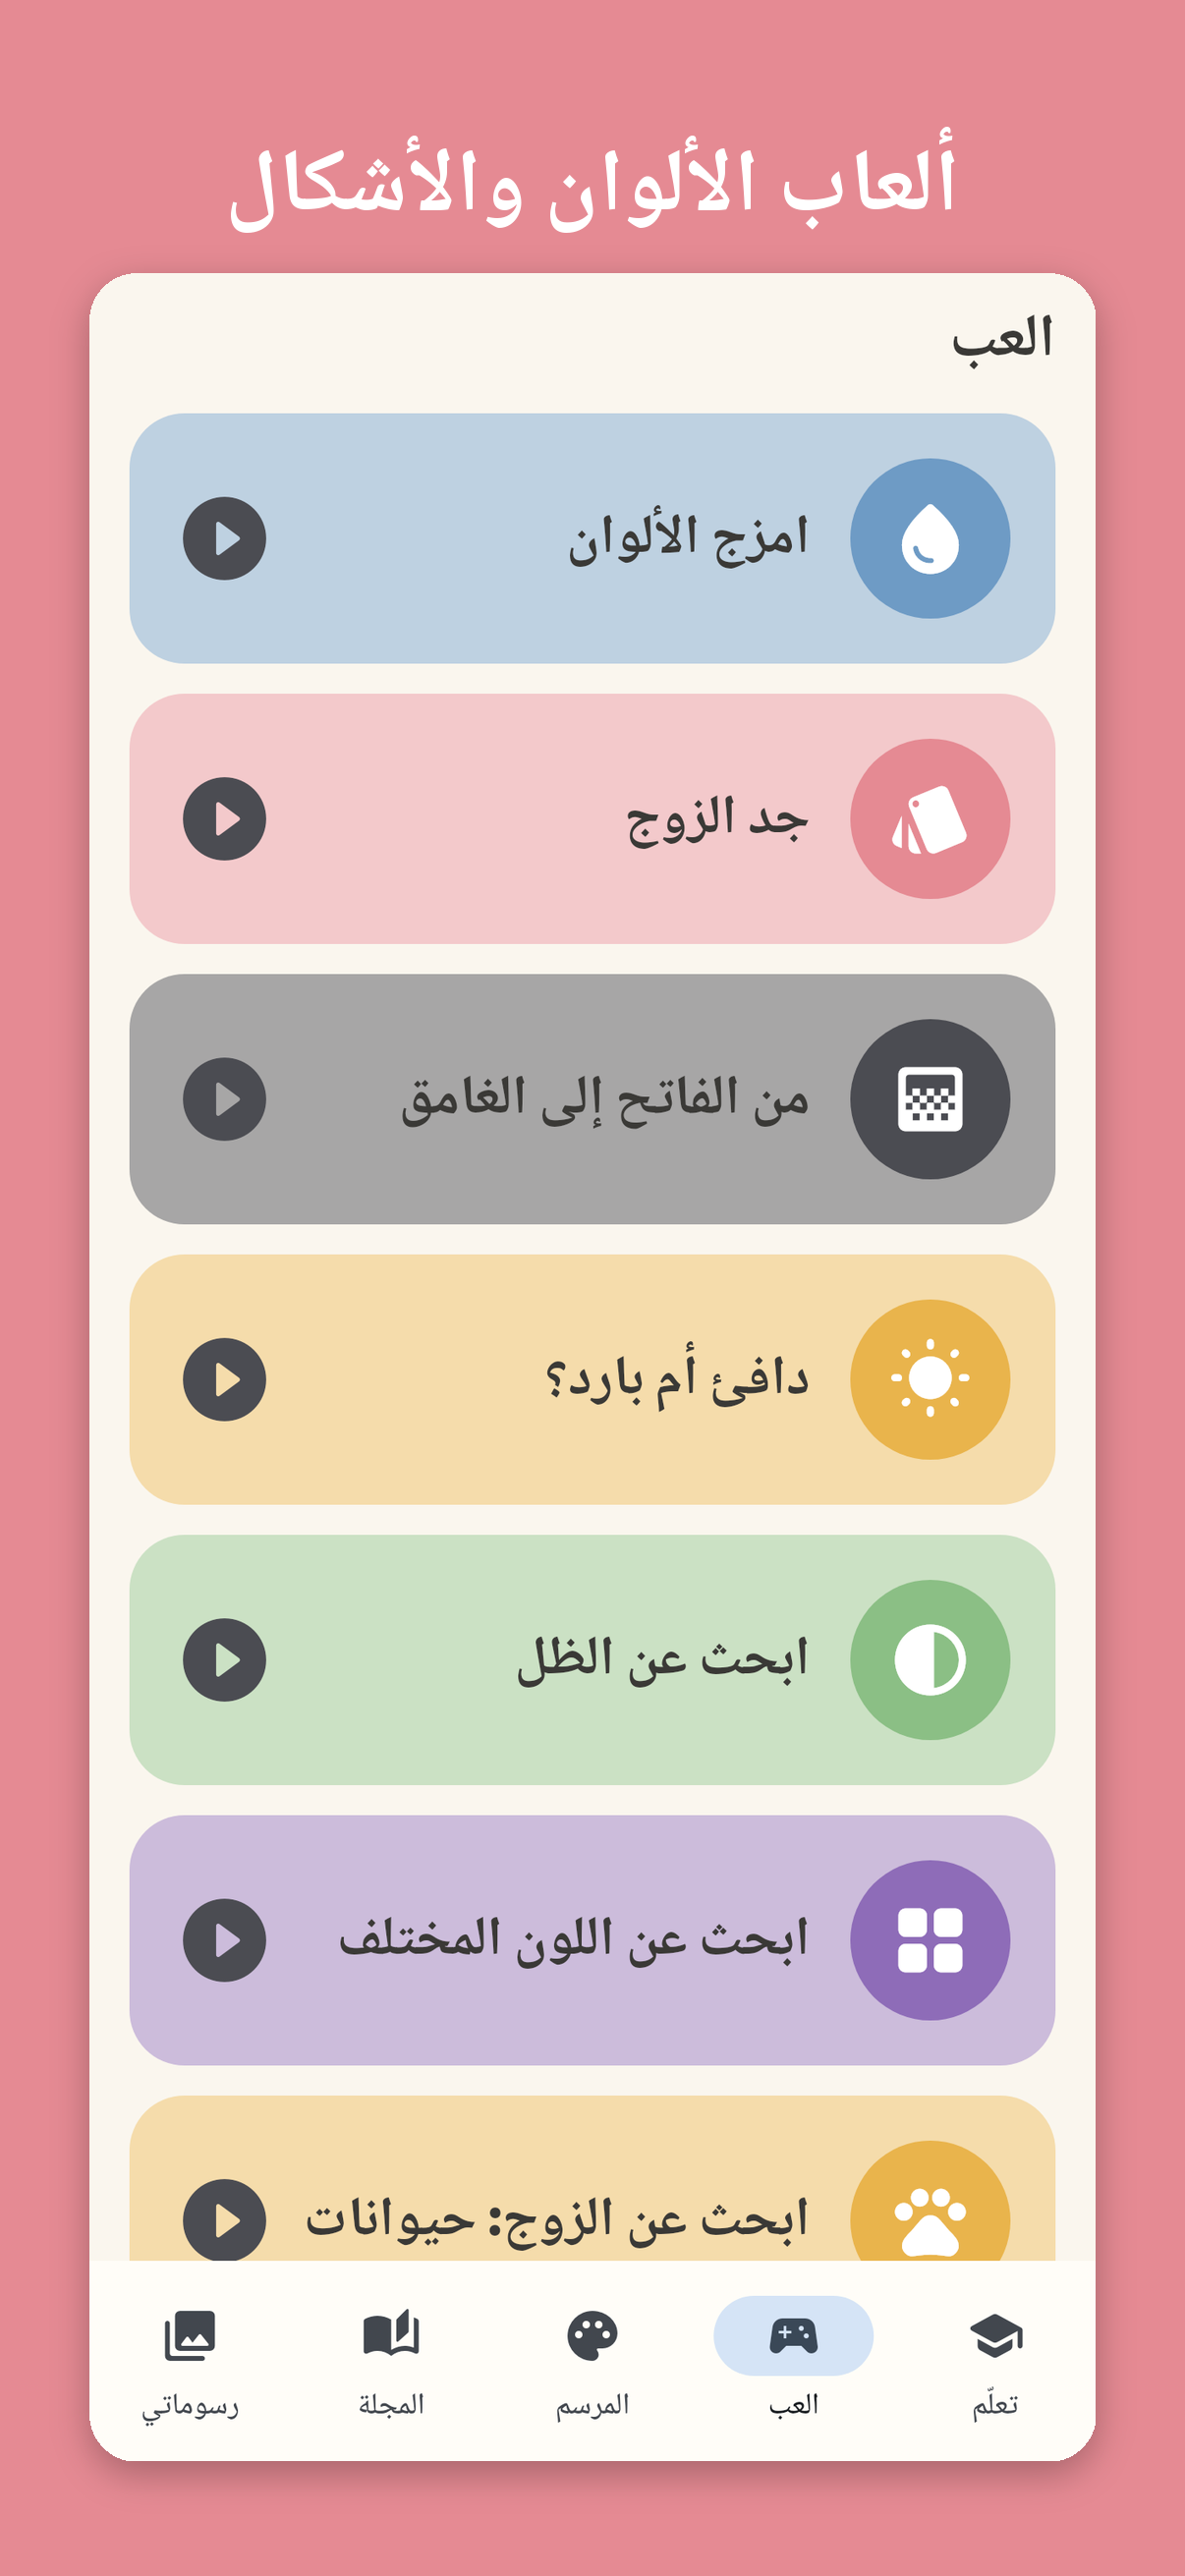 ألعاب الألوان والأشكال
العب
امزج الألوان
جد الزوج
من الفاتح إلى الغامق
دافئ أم بارد؟
ابحث عن الظل
ابحث عن اللون المختلف
ابحث عن الزوج: حيوانات
تعلّم
العب
المرسم
المجلة
رسوماتي